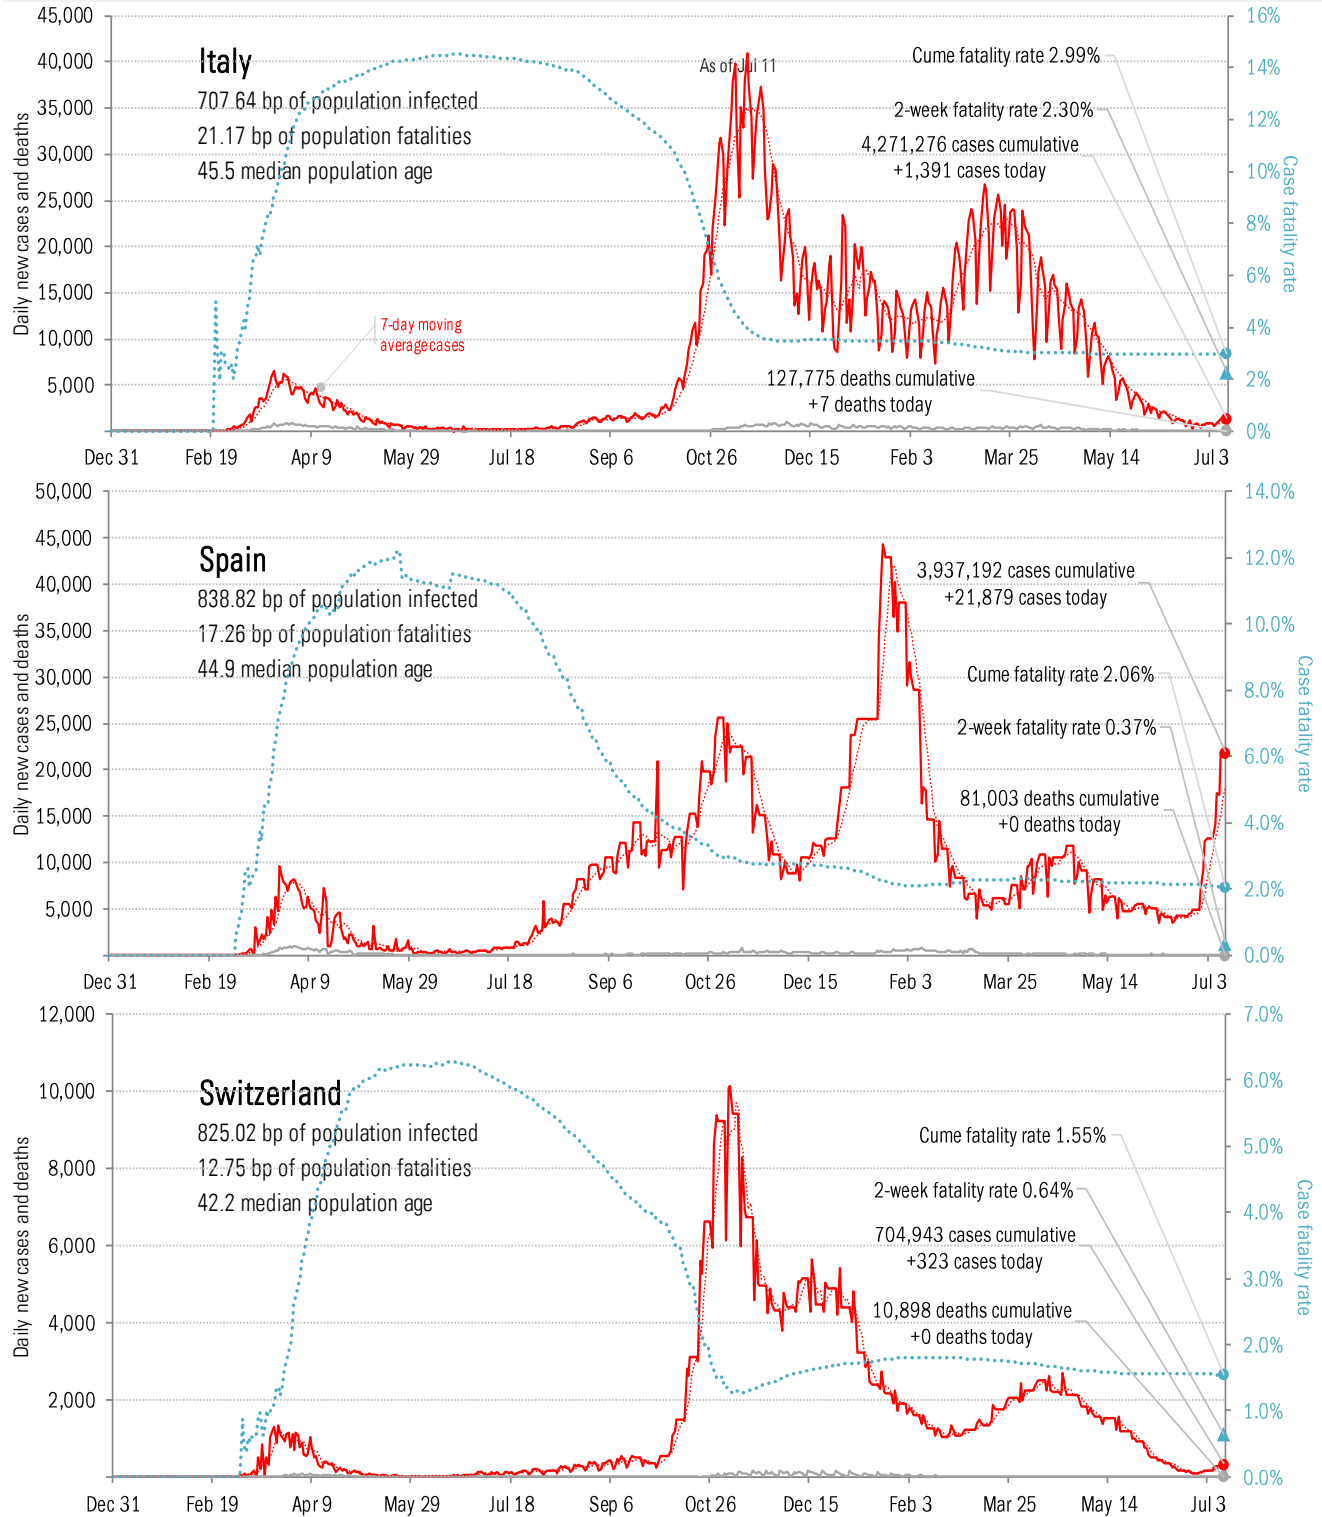 45,000
40,000
35,000
30,000
25,000
20,000
15,000
10,000
5,000
Daily new cases and deaths
Italy
707.64 bp of population infected
21.17 bp of population fatalities
45.5 median population age
As of Jul 11
7-day moving
average cases
Cume fatality rate 2.99%
2-week fatality rate 2.30%
4,271,276 cases cumulative
+1,391 cases today
127,775 deaths cumulative
+7 deaths today
16%
14%
12%
10%
8%
6%
4%
2%
0%
Case fatality rate
Dec 31 Feb 19 Apr 9 May 29 Jul 18 Sep 6 Oct 26 Dec 15 Feb 3 Mar 25 May 14 Jul 3
50,000
45,000
40,000
35,000
30,000
25,000
20,000
15,000
10,000
5,000
Daily new cases and deaths
Spain
838.82 bp of population infected
17.26 bp of population fatalities
44.9 median population age
3,937,192 cases cumulative
+21,879 cases today
Cume fatality rate 2.06%
2-week fatality rate 0.37%
81,003 deaths cumulative
+0 deaths today
14.0%
12.0%
10.0%
8.0%
6.0%
4.0%
2.0%
0.0%
Case fatality rate
Dec 31 Feb 19 Apr 9 May 29 Jul 18 Sep 6 Oct 26 Dec 15 Feb 3 Mar 25 May 14 Jul 3
12,000
10,000
8,000
6,000
4,000
2,000
Daily new cases and deaths
Switzerland
825.02 bp of population infected
12.75 bp of population fatalities
42.2 median population age
Cume fatality rate 1.55%
2-week fatality rate 0.64%
704,943 cases cumulative
+323 cases today
10,898 deaths cumulative
+0 deaths today
7.0%
6.0%
5.0%
4.0%
3.0%
2.0%
1.0%
0.0%
Case fatality rate
Dec 31 Feb 19 Apr 9 May 29 Jul 18 Sep 6 Oct 26 Dec 15 Feb 3 Mar 25 May 14 Jul 3